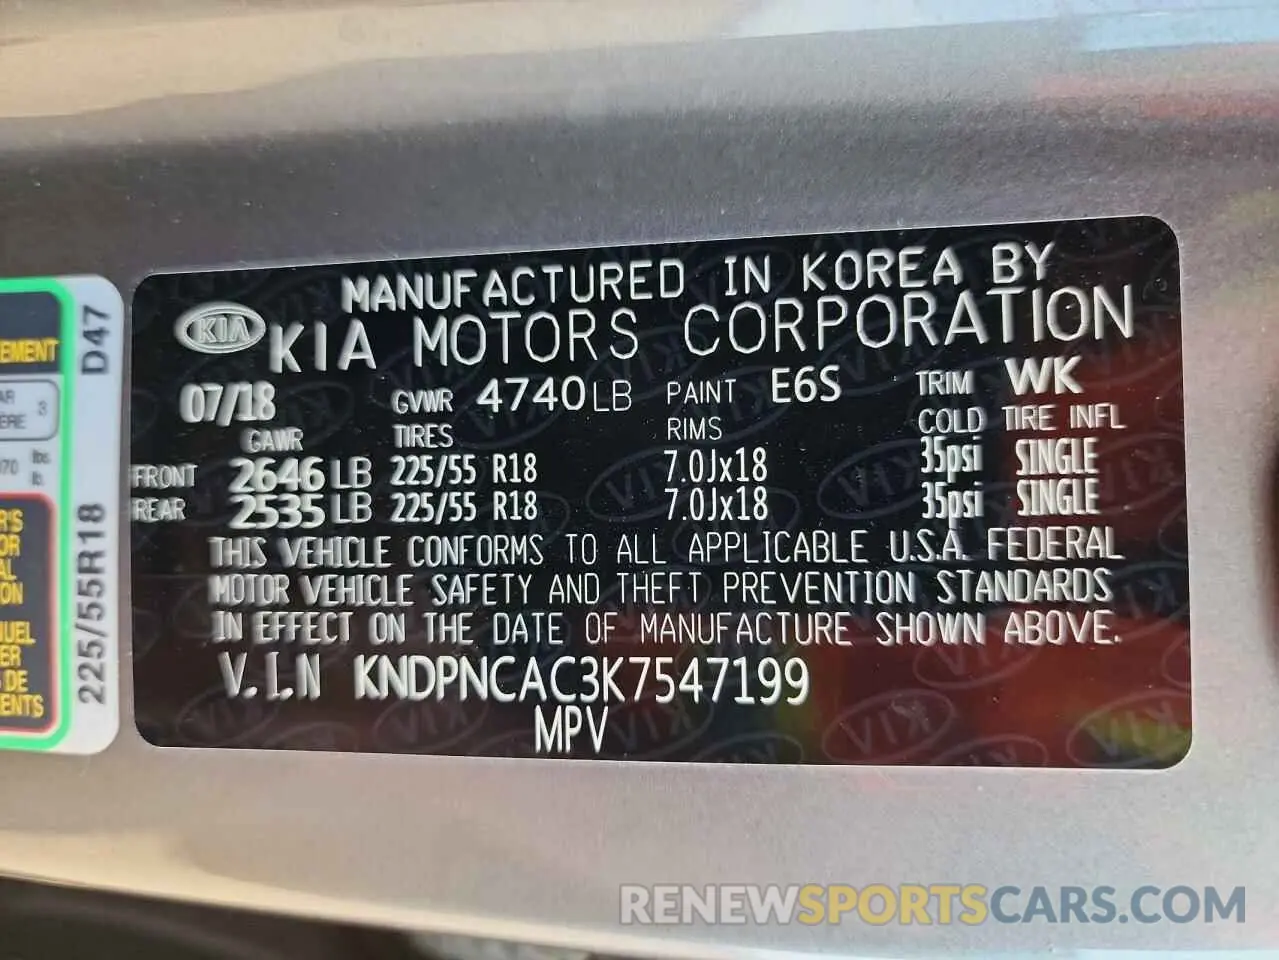 MANUFACTURED IN KOREA BY
KIA KIA MOTORS CORPORATION
07/18 GVWR 4740 LB PAINT E6S TRIM WK
GAWR TIRES RIMS COLD TIRE INFL
FRONT 2646 LB 225/55 R18 7.0Jx18 35psi SINGLE
REAR 2535 LB 225/55 R18 7.0Jx18 35psi SINGLE
THIS VEHICLE CONFORMS TO ALL APPLICABLE U.S.A. FEDERAL
MOTOR VEHICLE SAFETY AND THEFT PREVENTION STANDARDS
IN EFFECT ON THE DATE OF MANUFACTURE SHOWN ABOVE.
V.I.N KNDPNCAC3K7547199
MPV
225/55R18 D47
RENEWSPORTSCARS.COM